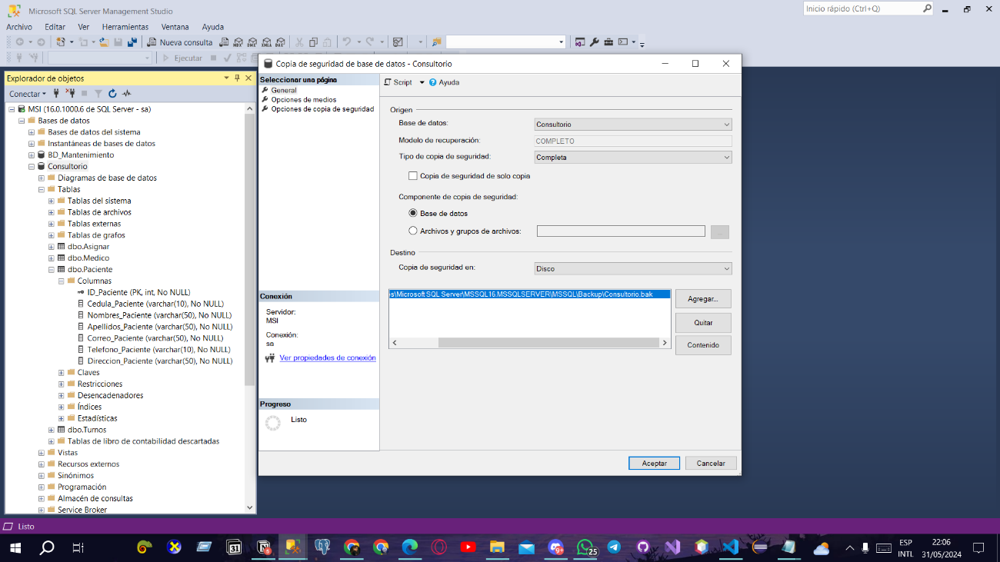 Microsoft SQL Server Management Studio
Inicio rápido (Ctrl+Q)
Archivo Editar Ver Herramientas Ventana Ayuda
Nueva consulta
MDX DMX XMLA DAX
Ejecutar
Explorador de objetos
Conectar
MSI (16.0.1000.6 de SQL Server - sa)
Bases de datos
Bases de datos del sistema
Instantáneas de bases de datos
BD_Mantenimiento
Consultorio
Diagramas de base de datos
Tablas
Tablas del sistema
Tablas de archivos
Tablas externas
Tablas de grafos
dbo.Asignar
dbo.Medico
dbo.Paciente
Columnas
ID_Paciente (PK, int, No NULL)
Cedula_Paciente (varchar(10), No NULL)
Nombres_Paciente (varchar(50), No NULL)
Apellidos_Paciente (varchar(50), No NULL)
Correo_Paciente (varchar(50), No NULL)
Telefono_Paciente (varchar(10), No NULL)
Direccion_Paciente (varchar(50), No NULL)
Claves
Restricciones
Desencadenadores
Índices
Estadísticas
dbo.Turnos
Tablas de libro de contabilidad descartadas
Vistas
Recursos externos
Sinónimos
Programación
Almacén de consultas
Service Broker
Copia de seguridad de base de datos - Consultorio
Seleccionar una página
General
Opciones de medios
Opciones de copia de seguridad
Conexión
Servidor:
MSI
Conexión:
sa
Ver propiedades de conexión
Progreso
Listo
Script Ayuda
Origen
Base de datos: Consultorio
Modelo de recuperación: COMPLETO
Tipo de copia de seguridad: Completa
Copia de seguridad de solo copia
Componente de copia de seguridad:
Base de datos
Archivos y grupos de archivos: ...
Destino
Copia de seguridad en: Disco
es\Microsoft SQL Server\MSSQL16.MSSQLSERVER\MSSQL\Backup\Consultorio.bak
Agregar...
Quitar
Contenido
Aceptar Cancelar
Listo
31
25
ESP
INTL
22:06
31/05/2024